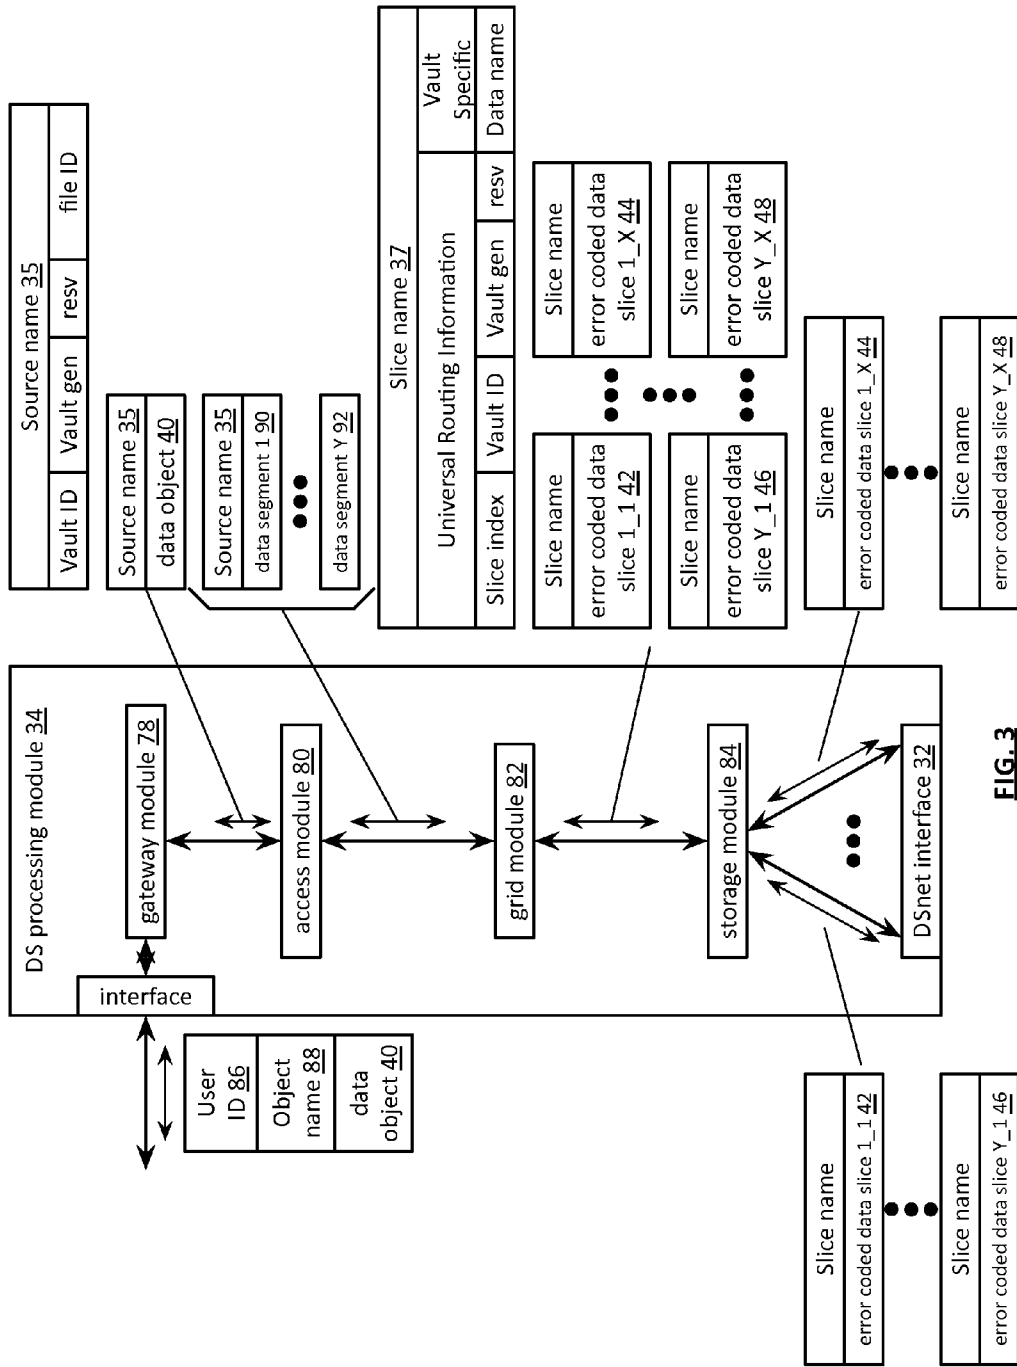 DS processing module 34
interface
gateway module 78
access module 80
grid module 82
storage module 84
DSnet interface 32
User
ID 86
Object
name 88
data
object 40
Source name 35
Vault ID
Vault gen
resv
file ID
Source name 35
data object 40
Source name 35
data segment 1 90
data segment Y 92
Slice name 37
Universal Routing Information
Vault
Specific
Slice index
Vault ID
Vault gen
resv
Data name
Slice name
error coded data
slice 1_1 42
Slice name
error coded data
slice 1_X 44
Slice name
error coded data
slice Y_1 46
Slice name
error coded data
slice Y_X 48
Slice name
error coded data slice 1_1 42
Slice name
error coded data slice Y_1 46
Slice name
error coded data slice 1_X 44
Slice name
error coded data slice Y_X 48
FIG. 3